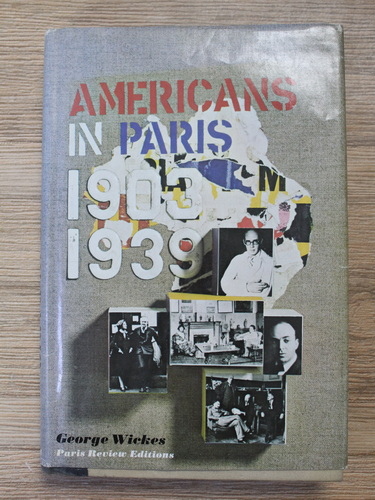 AMERICANS
IN PARIS
1903
1939
M
George Wickes
Paris Review Editions